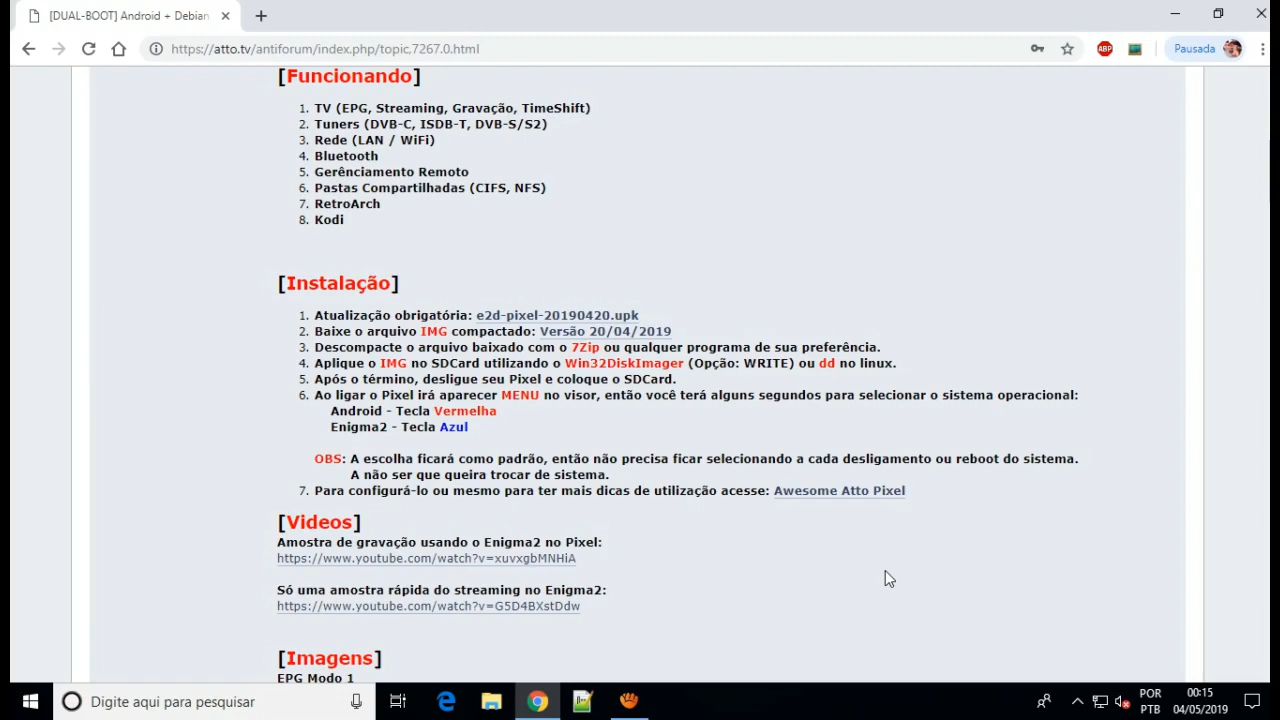 [DUAL-BOOT] Android + Debian
https://atto.tv/antiforum/index.php/topic,7267.0.html
ABP
Pausada
[Funcionando]
1. TV (EPG, Streaming, Gravação, TimeShift)
2. Tuners (DVB-C, ISDB-T, DVB-S/S2)
3. Rede (LAN / WiFi)
4. Bluetooth
5. Gerênciamento Remoto
6. Pastas Compartilhadas (CIFS, NFS)
7. RetroArch
8. Kodi
[Instalação]
1. Atualização obrigatória: e2d-pixel-20190420.upk
2. Baixe o arquivo IMG compactado: Versão 20/04/2019
3. Descompacte o arquivo baixado com o 7Zip ou qualquer programa de sua preferência.
4. Aplique o IMG no SDCard utilizando o Win32DiskImager (Opção: WRITE) ou dd no linux.
5. Após o término, desligue seu Pixel e coloque o SDCard.
6. Ao ligar o Pixel irá aparecer MENU no visor, então você terá alguns segundos para selecionar o sistema operacional:
Android - Tecla Vermelha
Enigma2 - Tecla Azul
OBS: A escolha ficará como padrão, então não precisa ficar selecionando a cada desligamento ou reboot do sistema.
A não ser que queira trocar de sistema.
7. Para configurá-lo ou mesmo para ter mais dicas de utilização acesse: Awesome Atto Pixel
[Videos]
Amostra de gravação usando o Enigma2 no Pixel:
https://www.youtube.com/watch?v=xuvxgbMNHiA
Só uma amostra rápida do streaming no Enigma2:
https://www.youtube.com/watch?v=G5D4BXstDdw
[Imagens]
EPG Modo 1
Digite aqui para pesquisar
POR
PTB
00:15
04/05/2019